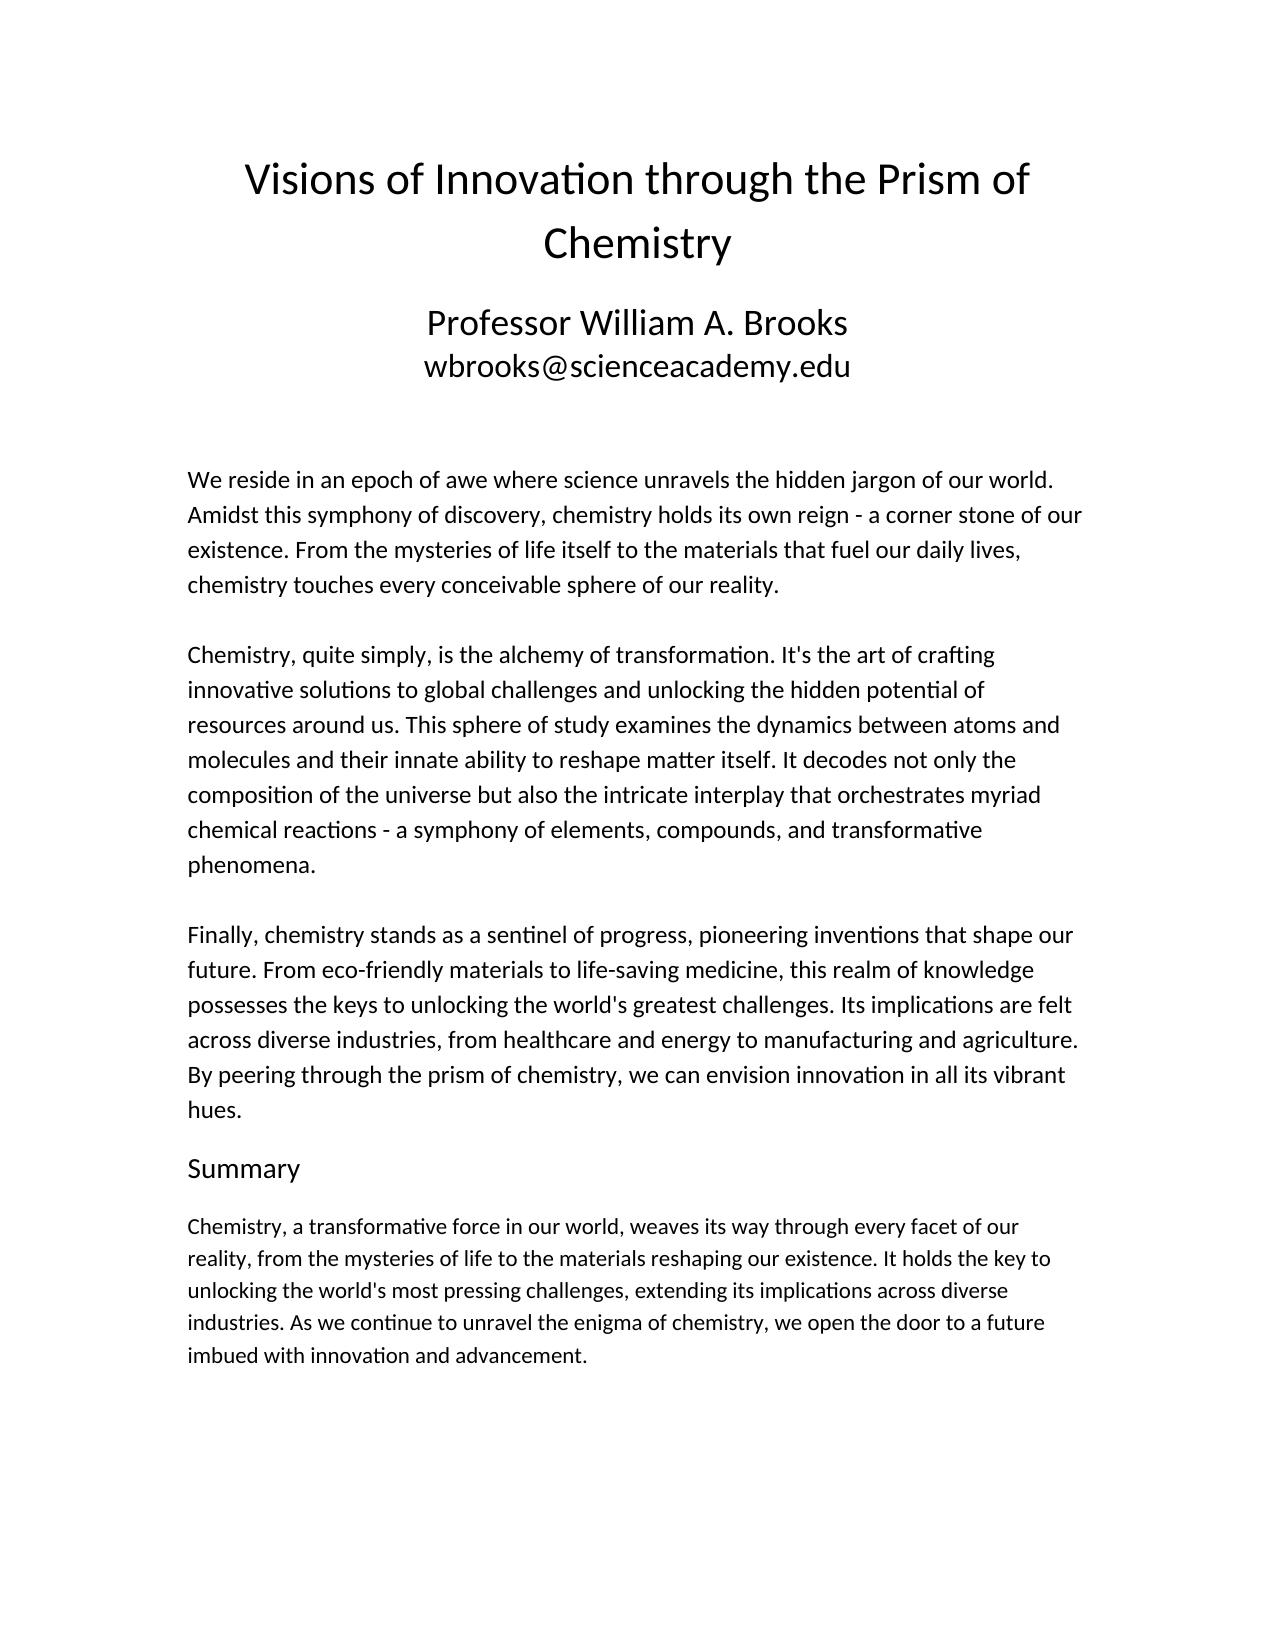 Visions of Innovation through the Prism of
Chemistry
Professor William A. Brooks
wbrooks@scienceacademy.edu
We reside in an epoch of awe where science unravels the hidden jargon of our world.
Amidst this symphony of discovery, chemistry holds its own reign - a corner stone of our
existence. From the mysteries of life itself to the materials that fuel our daily lives,
chemistry touches every conceivable sphere of our reality.
Chemistry, quite simply, is the alchemy of transformation. It's the art of crafting
innovative solutions to global challenges and unlocking the hidden potential of
resources around us. This sphere of study examines the dynamics between atoms and
molecules and their innate ability to reshape matter itself. It decodes not only the
composition of the universe but also the intricate interplay that orchestrates myriad
chemical reactions - a symphony of elements, compounds, and transformative
phenomena.
Finally, chemistry stands as a sentinel of progress, pioneering inventions that shape our
future. From eco-friendly materials to life-saving medicine, this realm of knowledge
possesses the keys to unlocking the world's greatest challenges. Its implications are felt
across diverse industries, from healthcare and energy to manufacturing and agriculture.
By peering through the prism of chemistry, we can envision innovation in all its vibrant
hues.
Summary
Chemistry, a transformative force in our world, weaves its way through every facet of our
reality, from the mysteries of life to the materials reshaping our existence. It holds the key to
unlocking the world's most pressing challenges, extending its implications across diverse
industries. As we continue to unravel the enigma of chemistry, we open the door to a future
imbued with innovation and advancement.